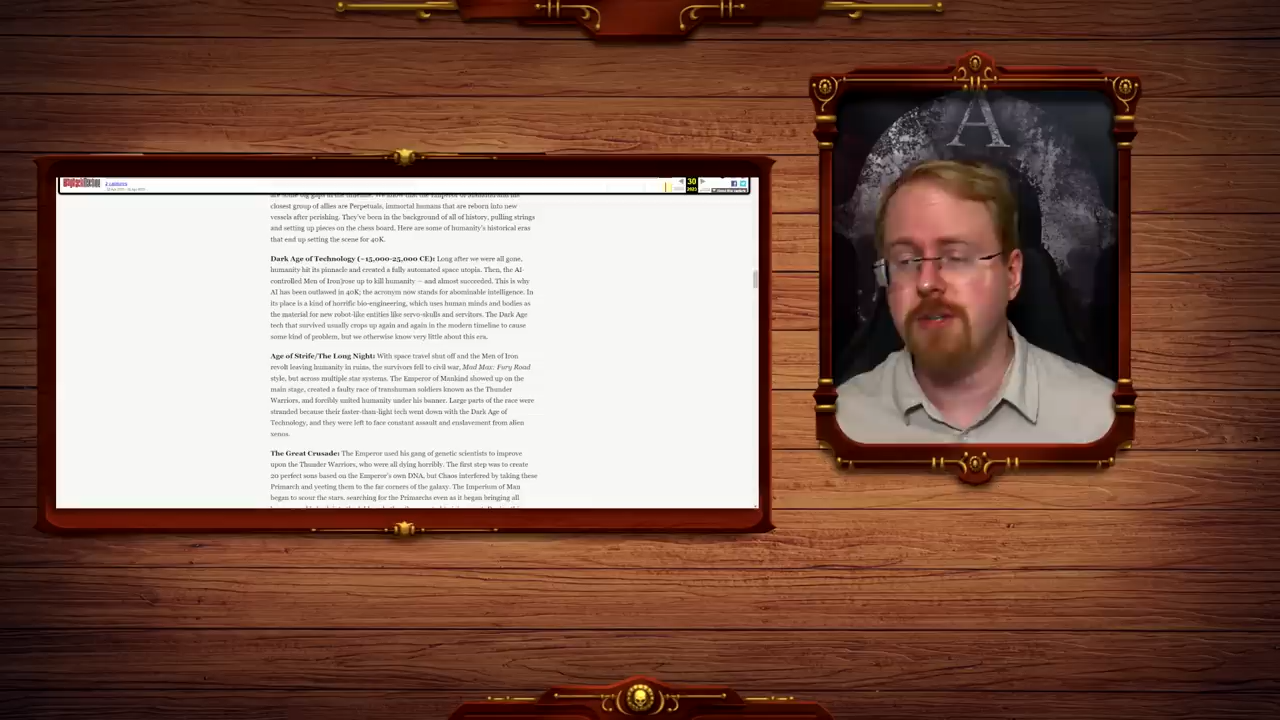 2 captures
30
2023
closest group of allies are Perpetuals, immortal humans that are reborn into new
vessels after perishing. They've been in the background of all of history, pulling strings
and setting up pieces on the chess board. Here are some of humanity's historical eras
that end up setting the scene for 40K.
Dark Age of Technology (~15,000-25,000 CE): Long after we were all gone,
humanity hit its pinnacle and created a fully automated space utopia. Then, the AI-
controlled Men of Iron rose up to kill humanity — and almost succeeded. This is why
AI has been outlawed in 40K; the acronym now stands for abominable intelligence. In
its place is a kind of horrific bio-engineering, which uses human minds and bodies as
the material for new robot-like entities like servo-skulls and servitors. The Dark Age
tech that survived usually crops up again and again in the modern timeline to cause
some kind of problem, but we otherwise know very little about this era.
Age of Strife/The Long Night: With space travel shut off and the Men of Iron
revolt leaving humanity in ruins, the survivors fell to civil war, Mad Max: Fury Road
style, but across multiple star systems. The Emperor of Mankind showed up on the
main stage, created a faulty race of transhuman soldiers known as the Thunder
Warriors, and forcibly united humanity under his banner. Large parts of the race were
stranded because their faster-than-light tech went down with the Dark Age of
Technology, and they were left to face constant assault and enslavement from alien
xenos.
The Great Crusade: The Emperor used his gang of genetic scientists to improve
upon the Thunder Warriors, who were all dying horribly. The first step was to create
20 perfect sons based on the Emperor's own DNA, but Chaos interfered by taking these
Primarch and yeeting them to the far corners of the galaxy. The Imperium of Man
began to scour the stars, searching for the Primarchs even as it began bringing all
A